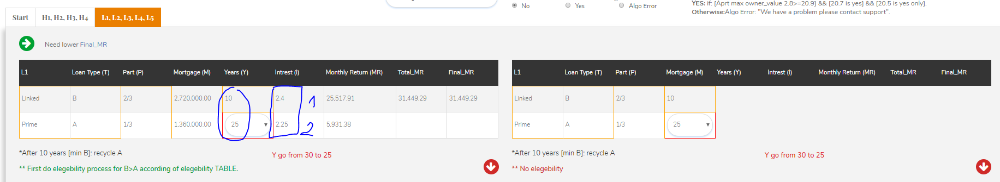 No Yes Algo Error
YES: if: [Aprt max owner_value 2.8>=20.9] && [20.7 is yes] && [20.5 is yes only].
Otherwise:Algo Error: "We have a problem please contact support".
Start H1, H2, H3, H4 L1, L2, L3, L4, L5
Need lower Final_MR
L1 Loan Type (T) Part (P) Mortgage (M) Years (Y) Intrest (I) Monthly Return (MR) Total_MR Final_MR
Linked B 2/3 2,720,000.00 10 2.4 1 25,517.91 31,449.29 31,449.29
Prime A 1/3 1,360,000.00 25 2.25 2 5,931.38
*After 10 years [min B]: recycle A
Y go from 30 to 25
** First do elegebility process for B>A according of elegebility TABLE.
L1 Loan Type (T) Part (P) Mortgage (M) Years (Y) Intrest (I) Monthly Return (MR) Total_MR Final_MR
Linked B 2/3 10
Prime A 1/3 25
*After 10 years [min B]: recycle A
Y go from 30 to 25
** No elegebility